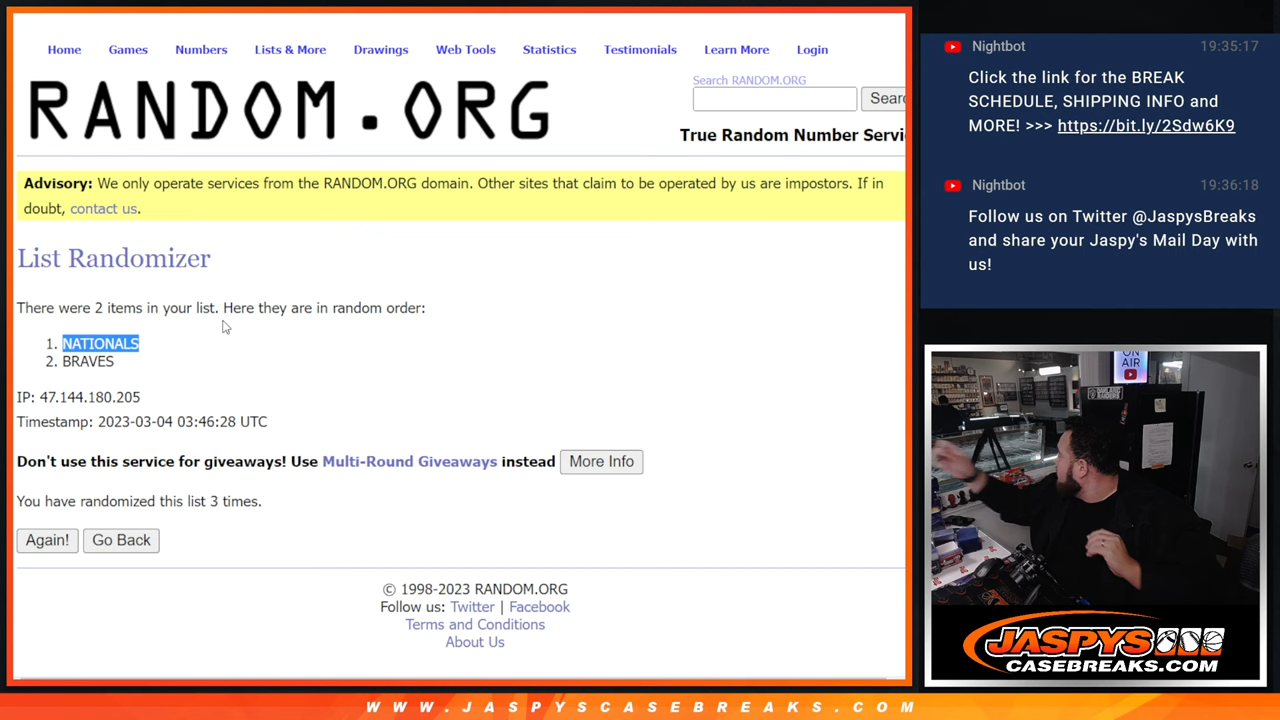 Home Games Numbers Lists & More Drawings Web Tools Statistics Testimonials Learn More Login
RANDOM.ORG
Search RANDOM.ORG
Searc
True Random Number Servi
Advisory: We only operate services from the RANDOM.ORG domain. Other sites that claim to be operated by us are impostors. If in
doubt, contact us.
List Randomizer
There were 2 items in your list. Here they are in random order:
1. NATIONALS
2. BRAVES
IP: 47.144.180.205
Timestamp: 2023-03-04 03:46:28 UTC
Don't use this service for giveaways! Use Multi-Round Giveaways instead More Info
You have randomized this list 3 times.
Again! Go Back
© 1998-2023 RANDOM.ORG
Follow us: Twitter | Facebook
Terms and Conditions
About Us
Nightbot 19:35:17
Click the link for the BREAK
SCHEDULE, SHIPPING INFO and
MORE! >>> https://bit.ly/2Sdw6K9
Nightbot 19:36:18
Follow us on Twitter @JaspysBreaks
and share your Jaspy's Mail Day with
us!
ON
AIR
JASPYS
CASEBREAKS.COM
WWW.JASPYSCASEBREAKS.COM